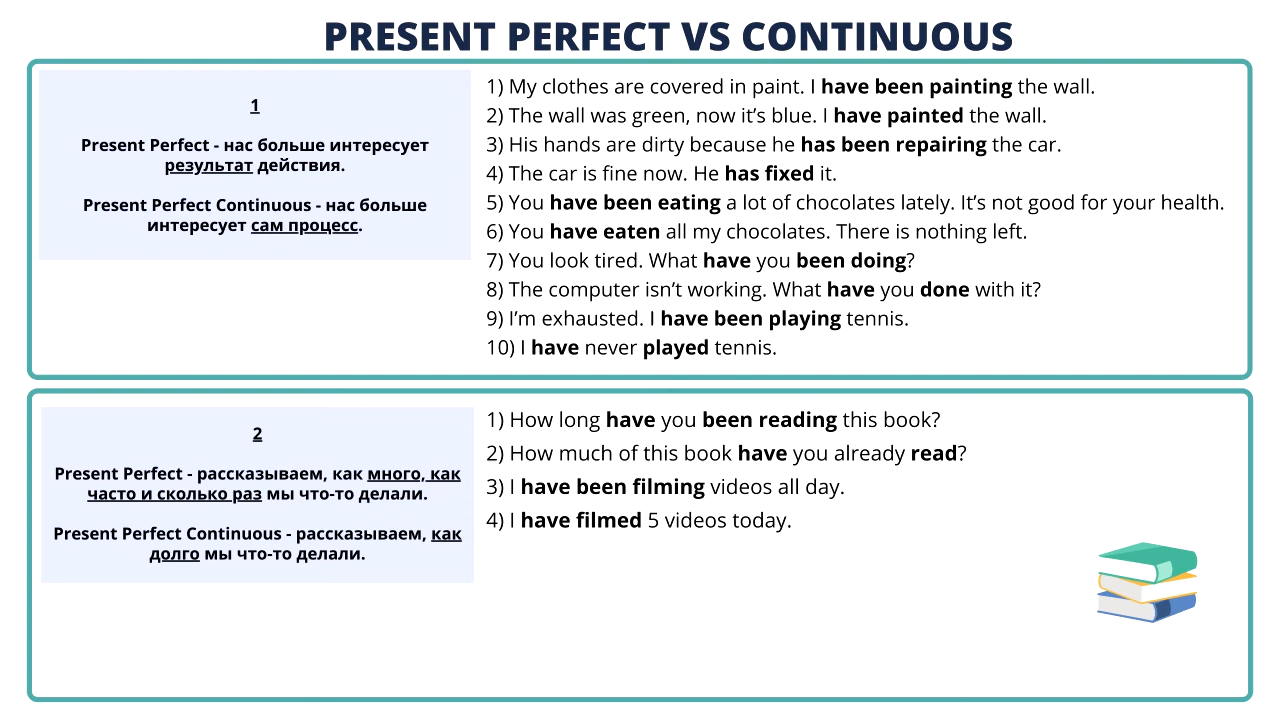 PRESENT PERFECT VS CONTINUOUS
1
Present Perfect - нас больше интересует
результат действия.
Present Perfect Continuous - нас больше
интересует сам процесс.
1) My clothes are covered in paint. I have been painting the wall.
2) The wall was green, now it’s blue. I have painted the wall.
3) His hands are dirty because he has been repairing the car.
4) The car is fine now. He has fixed it.
5) You have been eating a lot of chocolates lately. It’s not good for your health.
6) You have eaten all my chocolates. There is nothing left.
7) You look tired. What have you been doing?
8) The computer isn’t working. What have you done with it?
9) I’m exhausted. I have been playing tennis.
10) I have never played tennis.
2
Present Perfect - рассказываем, как много, как
часто и сколько раз мы что-то делали.
Present Perfect Continuous - рассказываем, как
долго мы что-то делали.
1) How long have you been reading this book?
2) How much of this book have you already read?
3) I have been filming videos all day.
4) I have filmed 5 videos today.